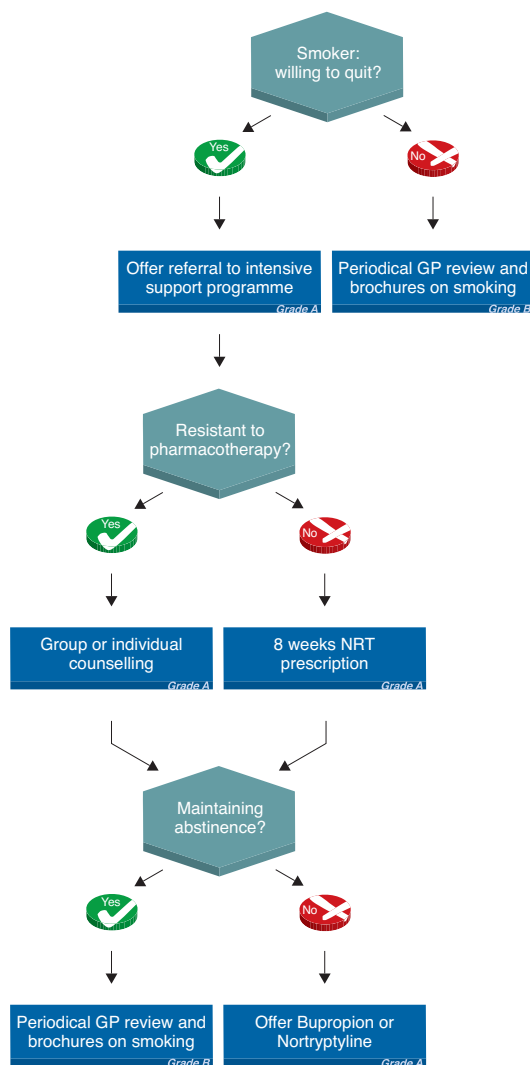 Smoker:
willing to quit?
Yes
No
Offer referral to intensive
support programme
Grade A
Periodical GP review and
brochures on smoking
Grade B
Resistant to
pharmacotherapy?
Yes
No
Group or individual
counselling
Grade A
8 weeks NRT
prescription
Grade A
Maintaining
abstinence?
Yes
No
Periodical GP review and
brochures on smoking
Grade B
Offer Bupropion or
Nortryptyline
Grade A